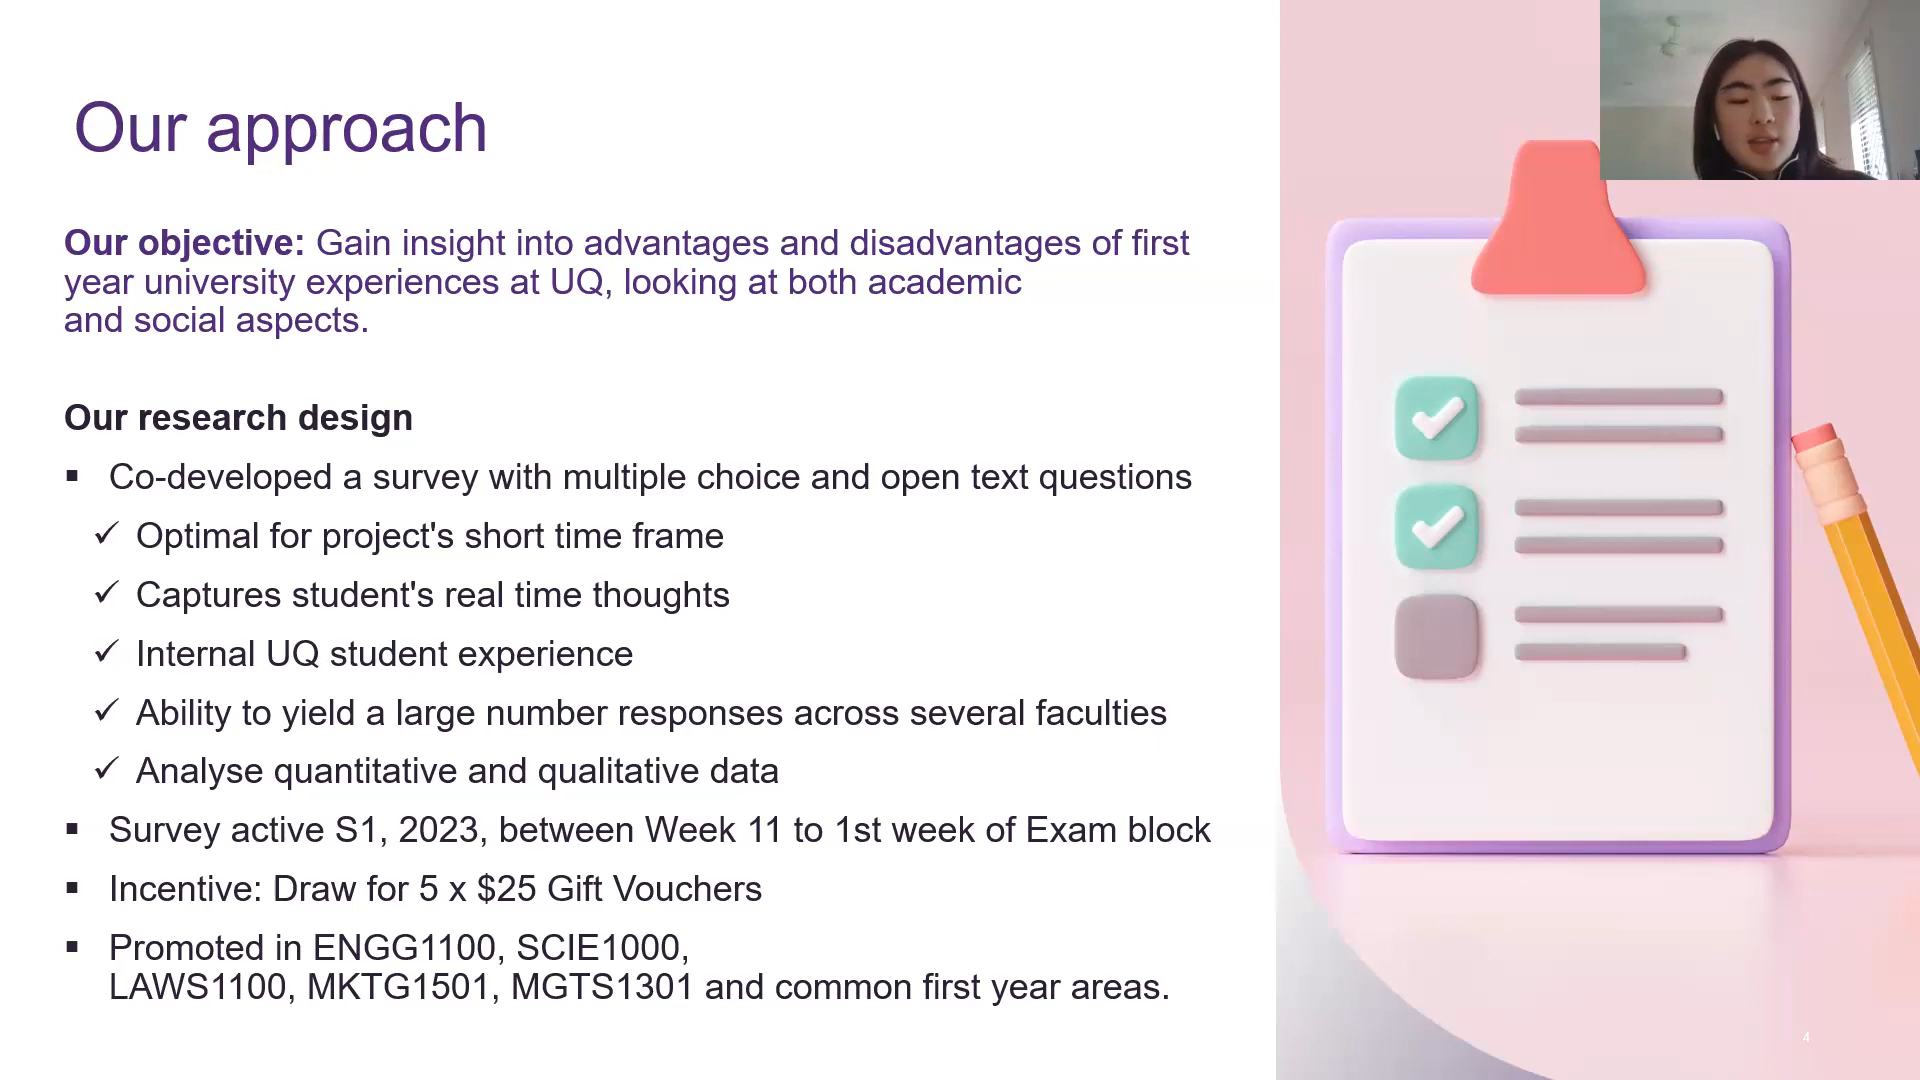 Our approach
Our objective: Gain insight into advantages and disadvantages of first
year university experiences at UQ, looking at both academic
and social aspects.
Our research design
▪ Co-developed a survey with multiple choice and open text questions
✓ Optimal for project's short time frame
✓ Captures student's real time thoughts
✓ Internal UQ student experience
✓ Ability to yield a large number responses across several faculties
✓ Analyse quantitative and qualitative data
▪ Survey active S1, 2023, between Week 11 to 1st week of Exam block
▪ Incentive: Draw for 5 x $25 Gift Vouchers
▪ Promoted in ENGG1100, SCIE1000,
LAWS1100, MKTG1501, MGTS1301 and common first year areas.
4